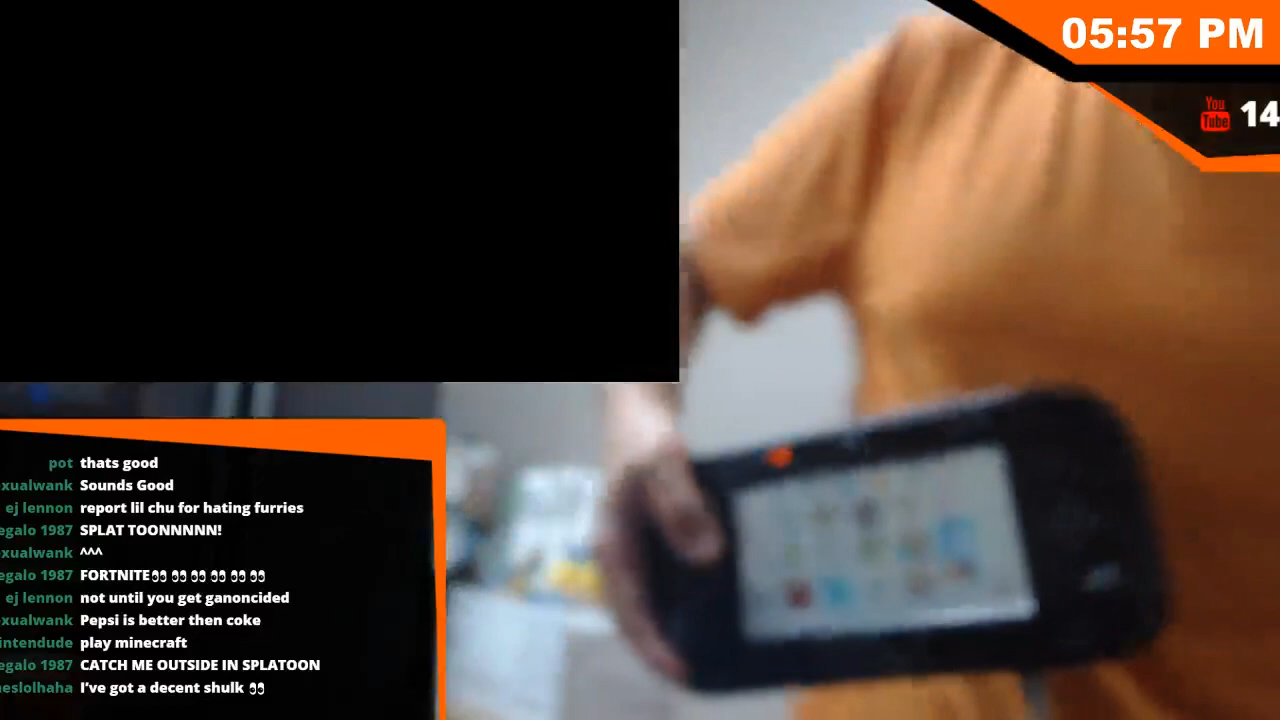 05:57 PM
You
Tube
14
pot thats good
xualwank Sounds Good
ej lennon report lil chu for hating furries
egalo 1987 SPLAT TOONNNNN!
xualwank ^^^
egalo 1987 FORTNITE👀 👀 👀 👀 👀 👀
ej lennon not until you get ganoncided
xualwank Pepsi is better then coke
intendude play minecraft
egalo 1987 CATCH ME OUTSIDE IN SPLATOON
neslolhaha I've got a decent shulk 👀